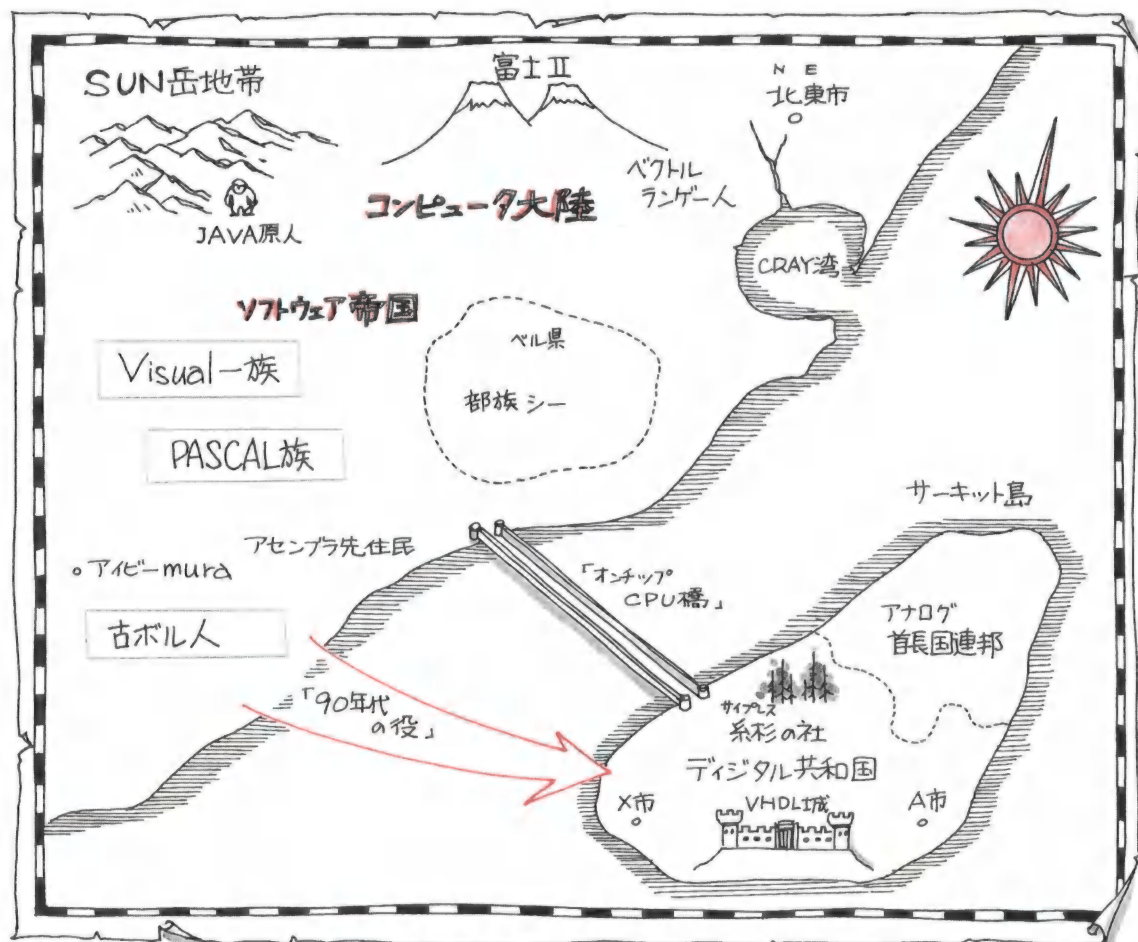 SUN岳地帯
富士II
N E
北東市
ベクトル
ランゲー人
コンピュータ大陸
JAVA原人
CRAY湾
ソフトウェア帝国
ベル県
Visual一族
部族シー
PASCAL族
サーキット島
アセンブラ先住民
アイビーmura
「オンチップ
CPU橋」
古ボル人
アナログ
首長国連邦
「90年代
の役」
サイプレス
糸杉の社
ディジタル共和国
X市
VHDL城
A市